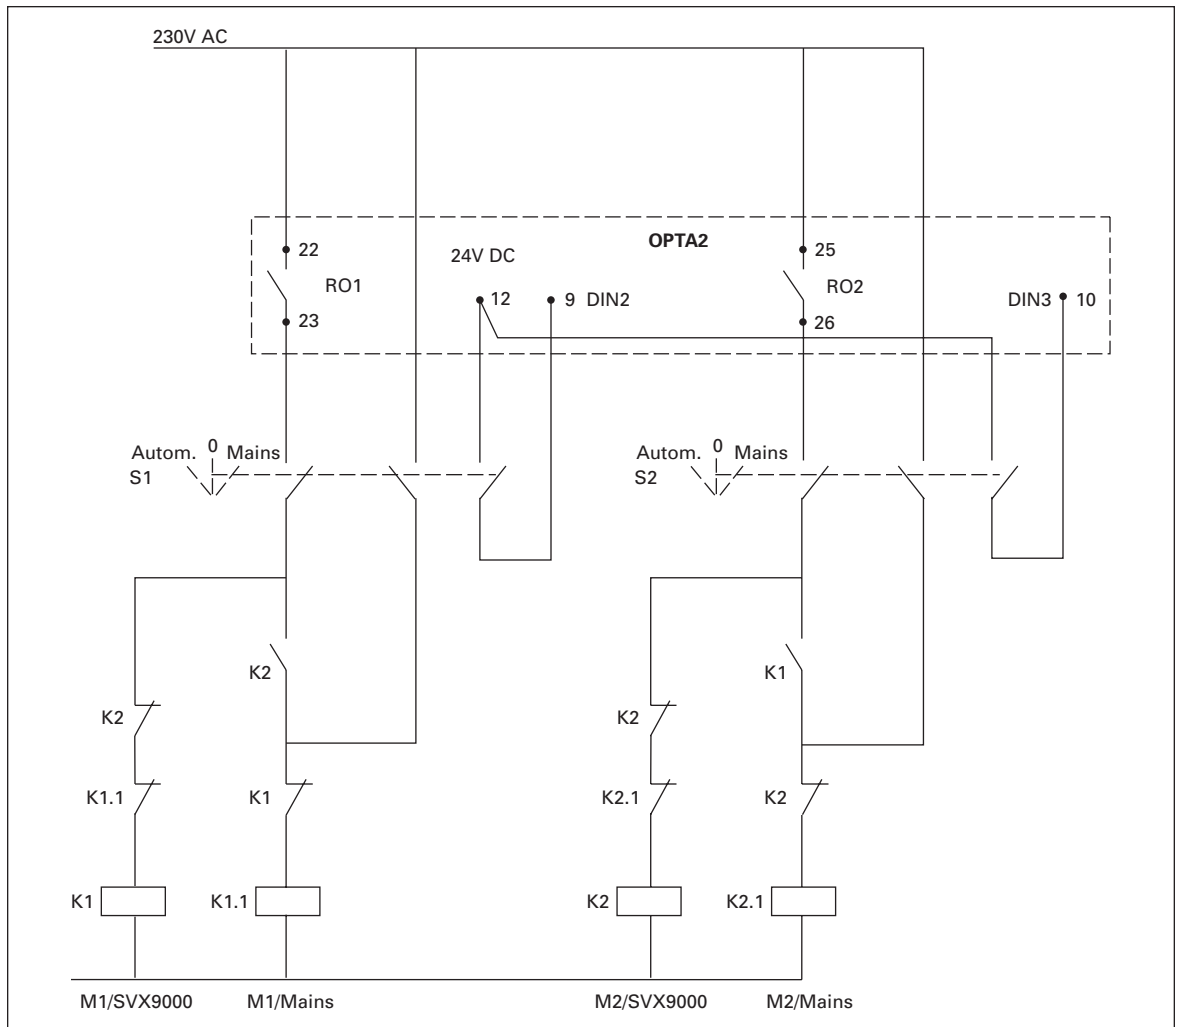 230V AC
OPTA2
22
24V DC
25
RO1
RO2
12
9 DIN2
DIN3
10
23
26
Autom. 0 Mains
S1
Autom. 0 Mains
S2
K2
K1
K2
K2
K1.1
K1
K2.1
K2
K1
K1.1
K2
K2.1
M1/SVX9000
M1/Mains
M2/SVX9000
M2/Mains